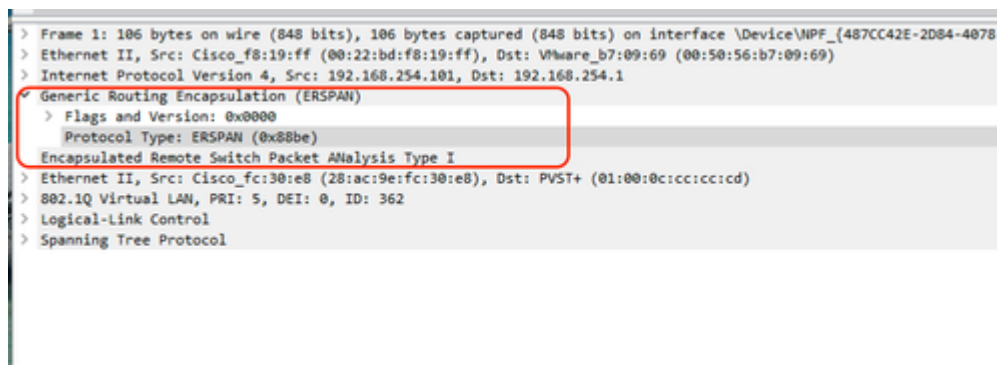 > Frame 1: 106 bytes on wire (848 bits), 106 bytes captured (848 bits) on interface \Device\NPF_{487CC42E-2D84-4078
> Ethernet II, Src: Cisco_f8:19:ff (00:22:bd:f8:19:ff), Dst: VMware_b7:09:69 (00:50:56:b7:09:69)
> Internet Protocol Version 4, Src: 192.168.254.101, Dst: 192.168.254.1
Generic Routing Encapsulation (ERSPAN)
> Flags and Version: 0x0000
Protocol Type: ERSPAN (0x88be)
Encapsulated Remote Switch Packet ANalysis Type I
> Ethernet II, Src: Cisco_fc:30:e8 (28:ac:9e:fc:30:e8), Dst: PVST+ (01:00:0c:cc:cc:cd)
> 802.1Q Virtual LAN, PRI: 5, DEI: 0, ID: 362
> Logical-Link Control
> Spanning Tree Protocol